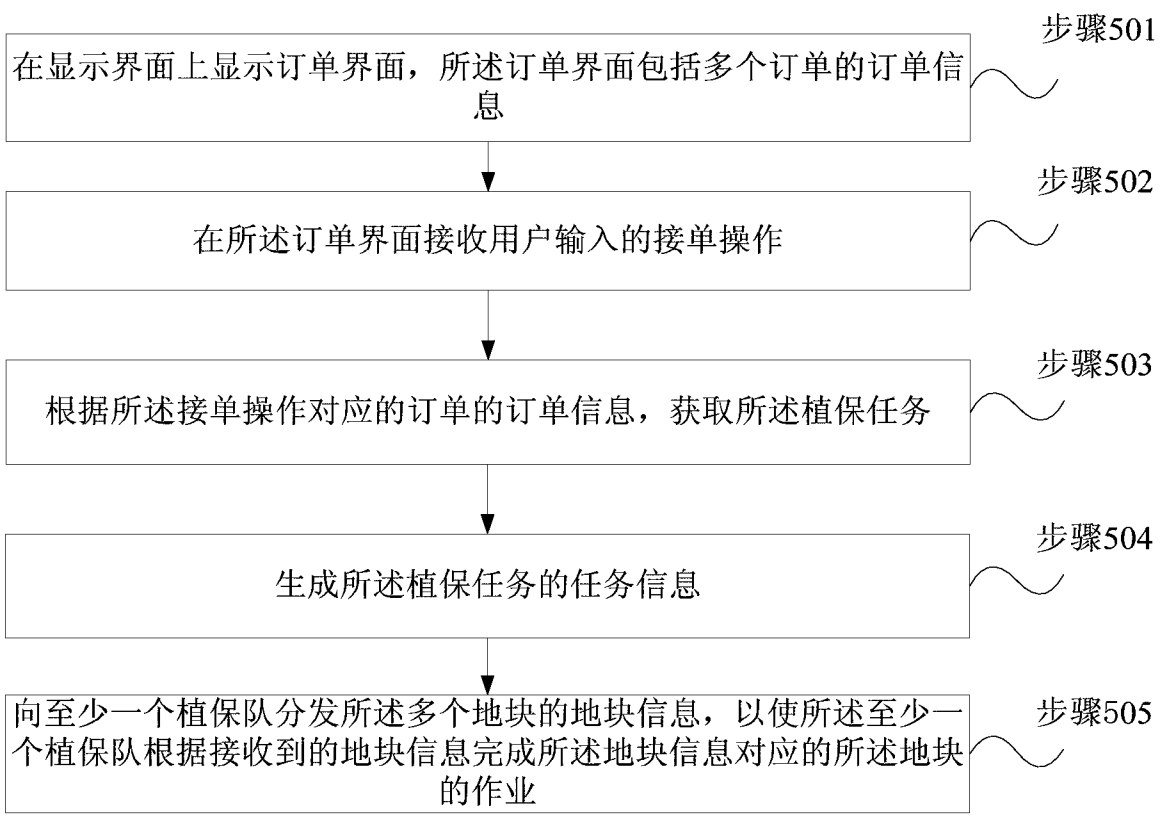 步骤501
在显示界面上显示订单界面，所述订单界面包括多个订单的订单信
息
步骤502
在所述订单界面接收用户输入的接单操作
步骤503
根据所述接单操作对应的订单的订单信息，获取所述植保任务
步骤504
生成所述植保任务的任务信息
步骤505
向至少一个植保队分发所述多个地块的地块信息，以使所述至少一
个植保队根据接收到的地块信息完成所述地块信息对应的所述地块
的作业